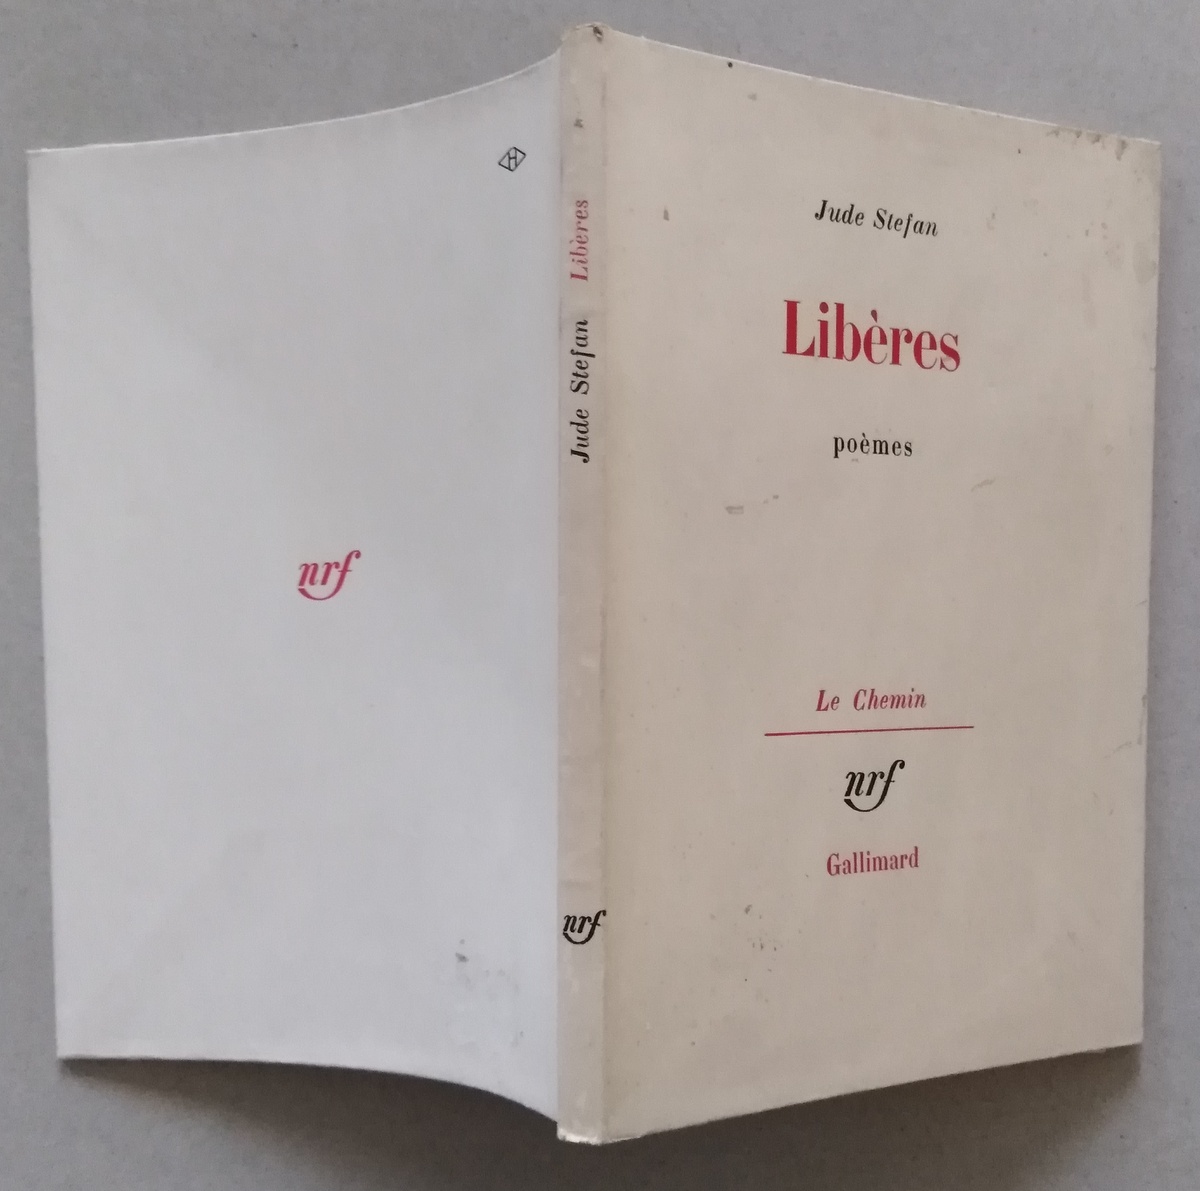 Jude Stefan
Libères
poèmes
Le Chemin
nrf
Gallimard
Jude Stefan Libères
nrf
H
nrf